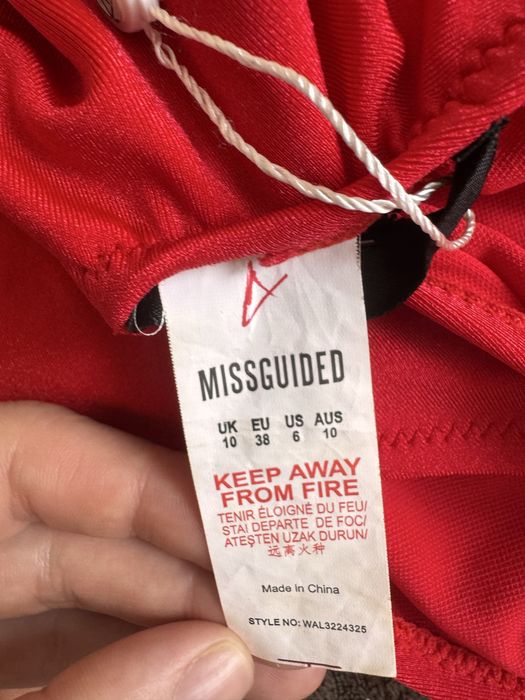 MISSGUIDED
UK EU US AUS
10 38 6 10
KEEP AWAY
FROM FIRE
TENIR ÉLOIGNÉ DU FEU/
STAI DEPARTE DE FOC/
ATEŞTEN UZAK DURUN/
远离火种
Made in China
STYLE NO: WAL3224325